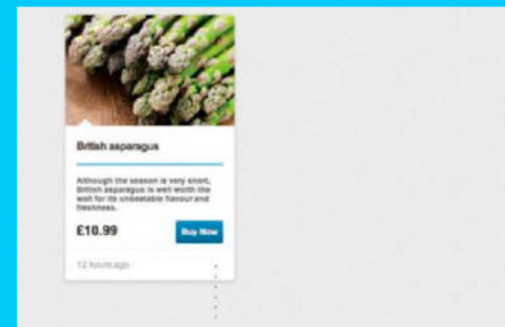 British asparagus
Although the season is very short,
British asparagus is well worth the
wait for its unbeatable flavour and
freshness.
£10.99
Buy Now
12 hours ago